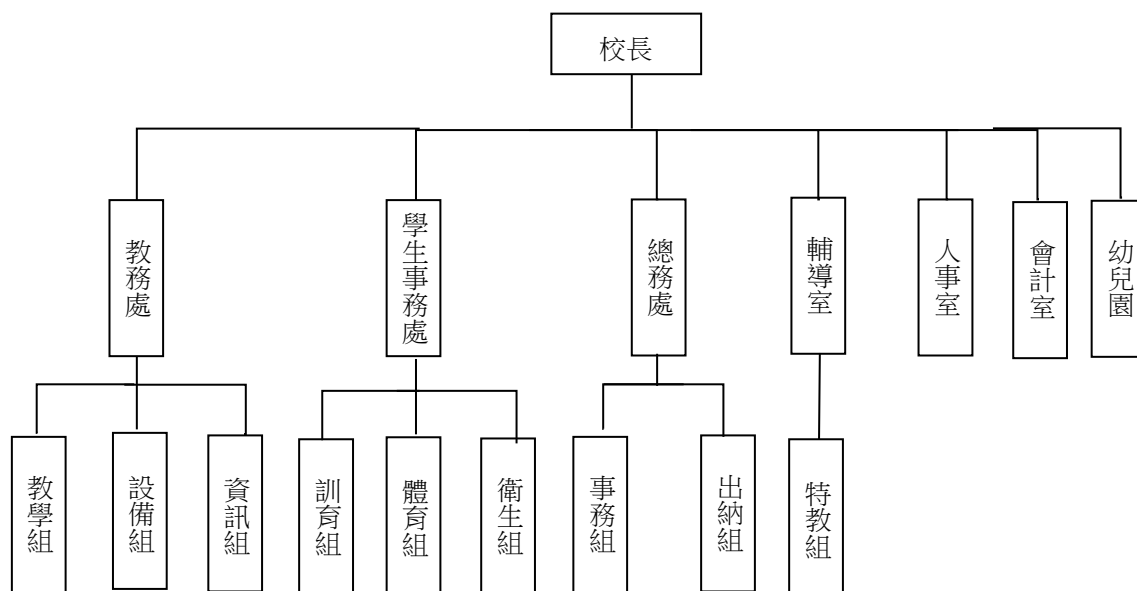 校長
教務處
學生事務處
總務處
輔導室
人事室
會計室
幼兒園
教學組
設備組
資訊組
訓育組
體育組
衛生組
事務組
出納組
特教組